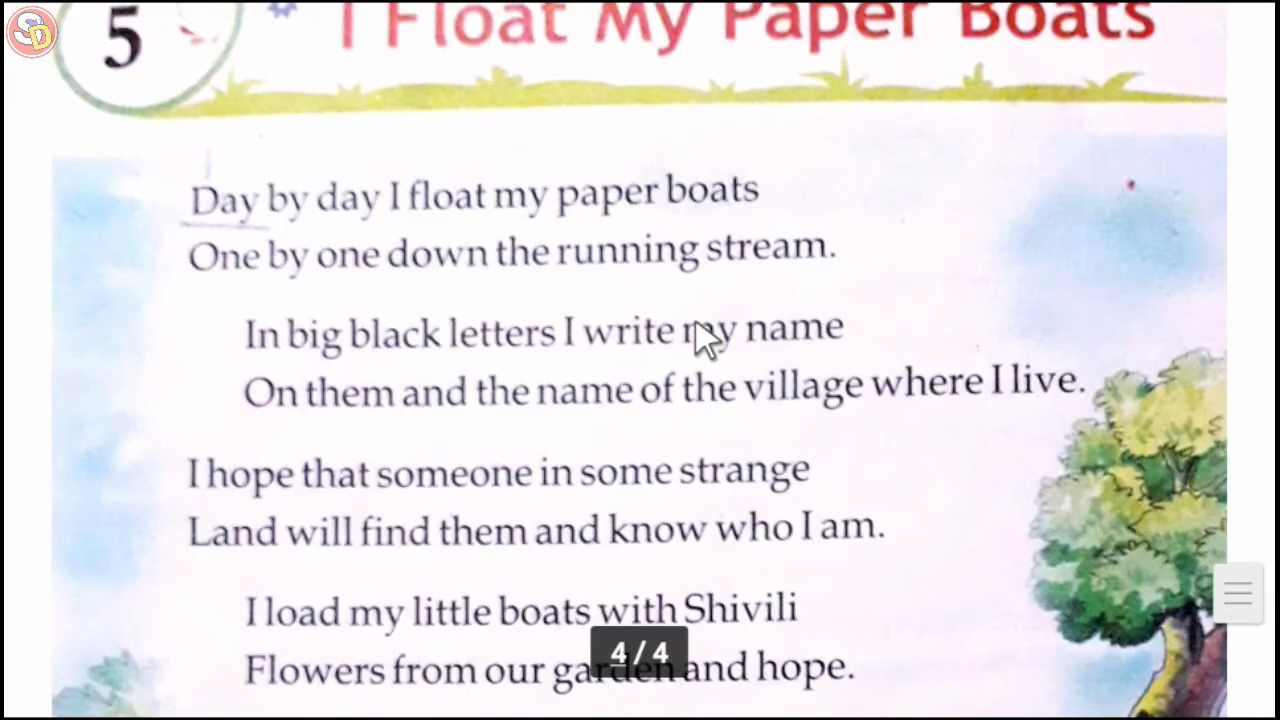 5
I Float My Paper Boats
Day by day I float my paper boats
One by one down the running stream.
In big black letters I write my name
On them and the name of the village where I live.
I hope that someone in some strange
Land will find them and know who I am.
I load my little boats with Shivili
Flowers from our garden and hope.
4 / 4
SD